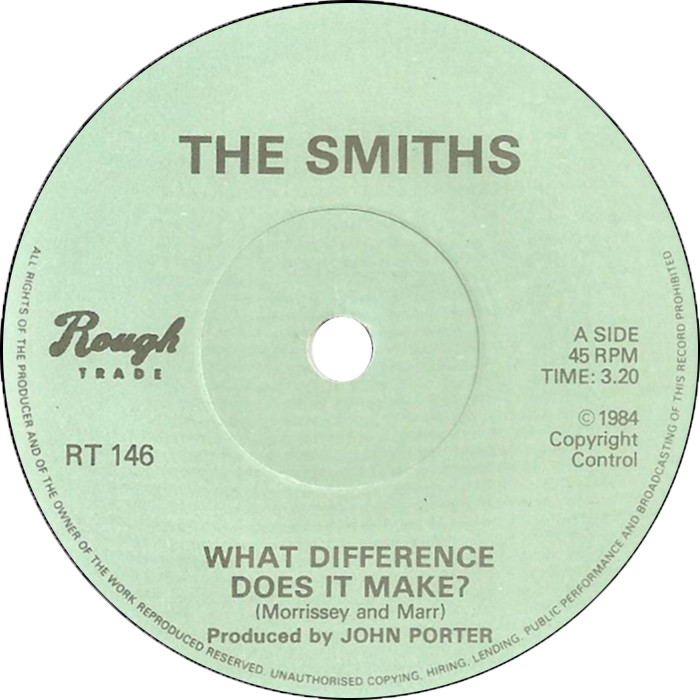 THE SMITHS
Rough
TRADE
RT 146
A SIDE
45 RPM
TIME: 3.20
© 1984
Copyright
Control
WHAT DIFFERENCE
DOES IT MAKE?
(Morrissey and Marr)
Produced by JOHN PORTER
ALL RIGHTS OF THE PRODUCER AND OF THE OWNER OF THE WORK REPRODUCED RESERVED. UNAUTHORISED COPYING, HIRING, LENDING, PUBLIC PERFORMANCE AND BROADCASTING OF THIS RECORD PROHIBITED